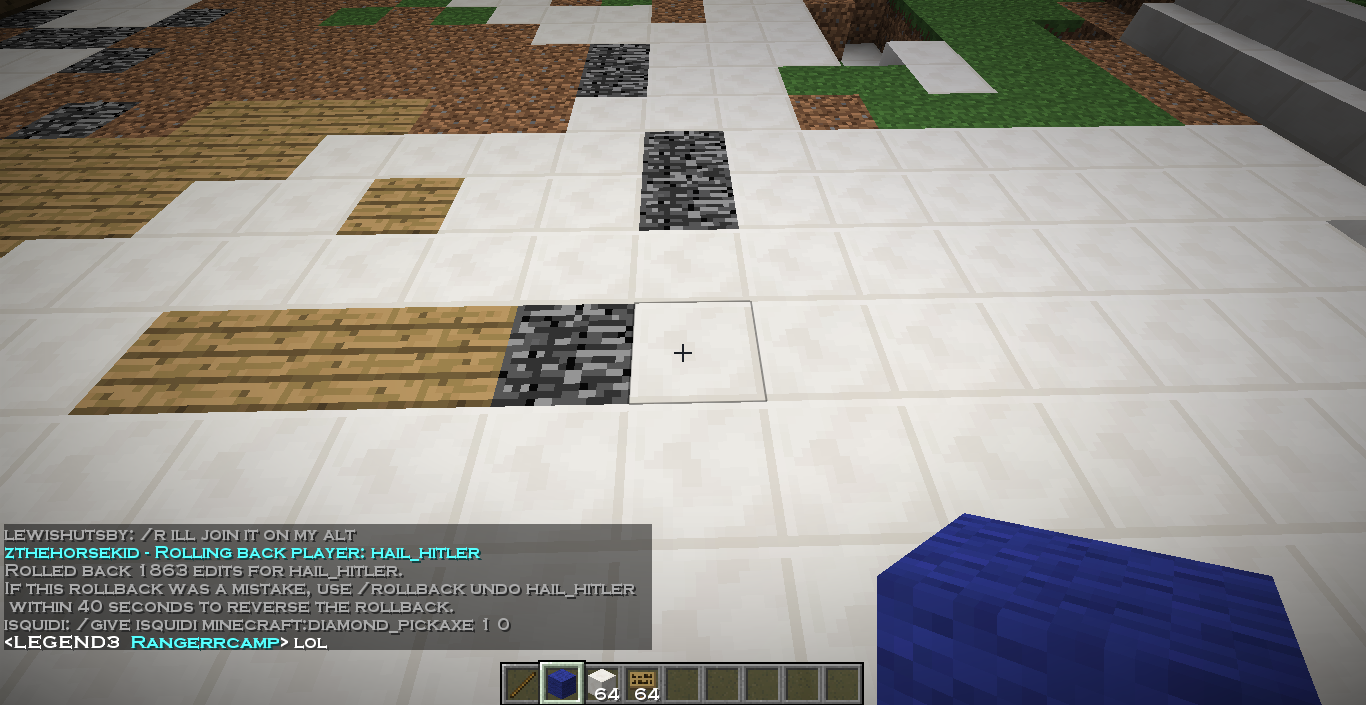 LEWISHUTSBY: /R ILL JOIN IT ON MY ALT
ZTHEHORSEKID - ROLLING BACK PLAYER: HAIL_HITLER
ROLLED BACK 1863 EDITS FOR HAIL_HITLER.
IF THIS ROLLBACK WAS A MISTAKE, USE /ROLLBACK UNDO HAIL_HITLER
WITHIN 40 SECONDS TO REVERSE THE ROLLBACK.
ISQUIDI: /GIVE ISQUIDI MINECRAFT:DIAMOND_PICKAXE 1 0
<LEGEND3 RANGERRCAMP> LOL
64 64